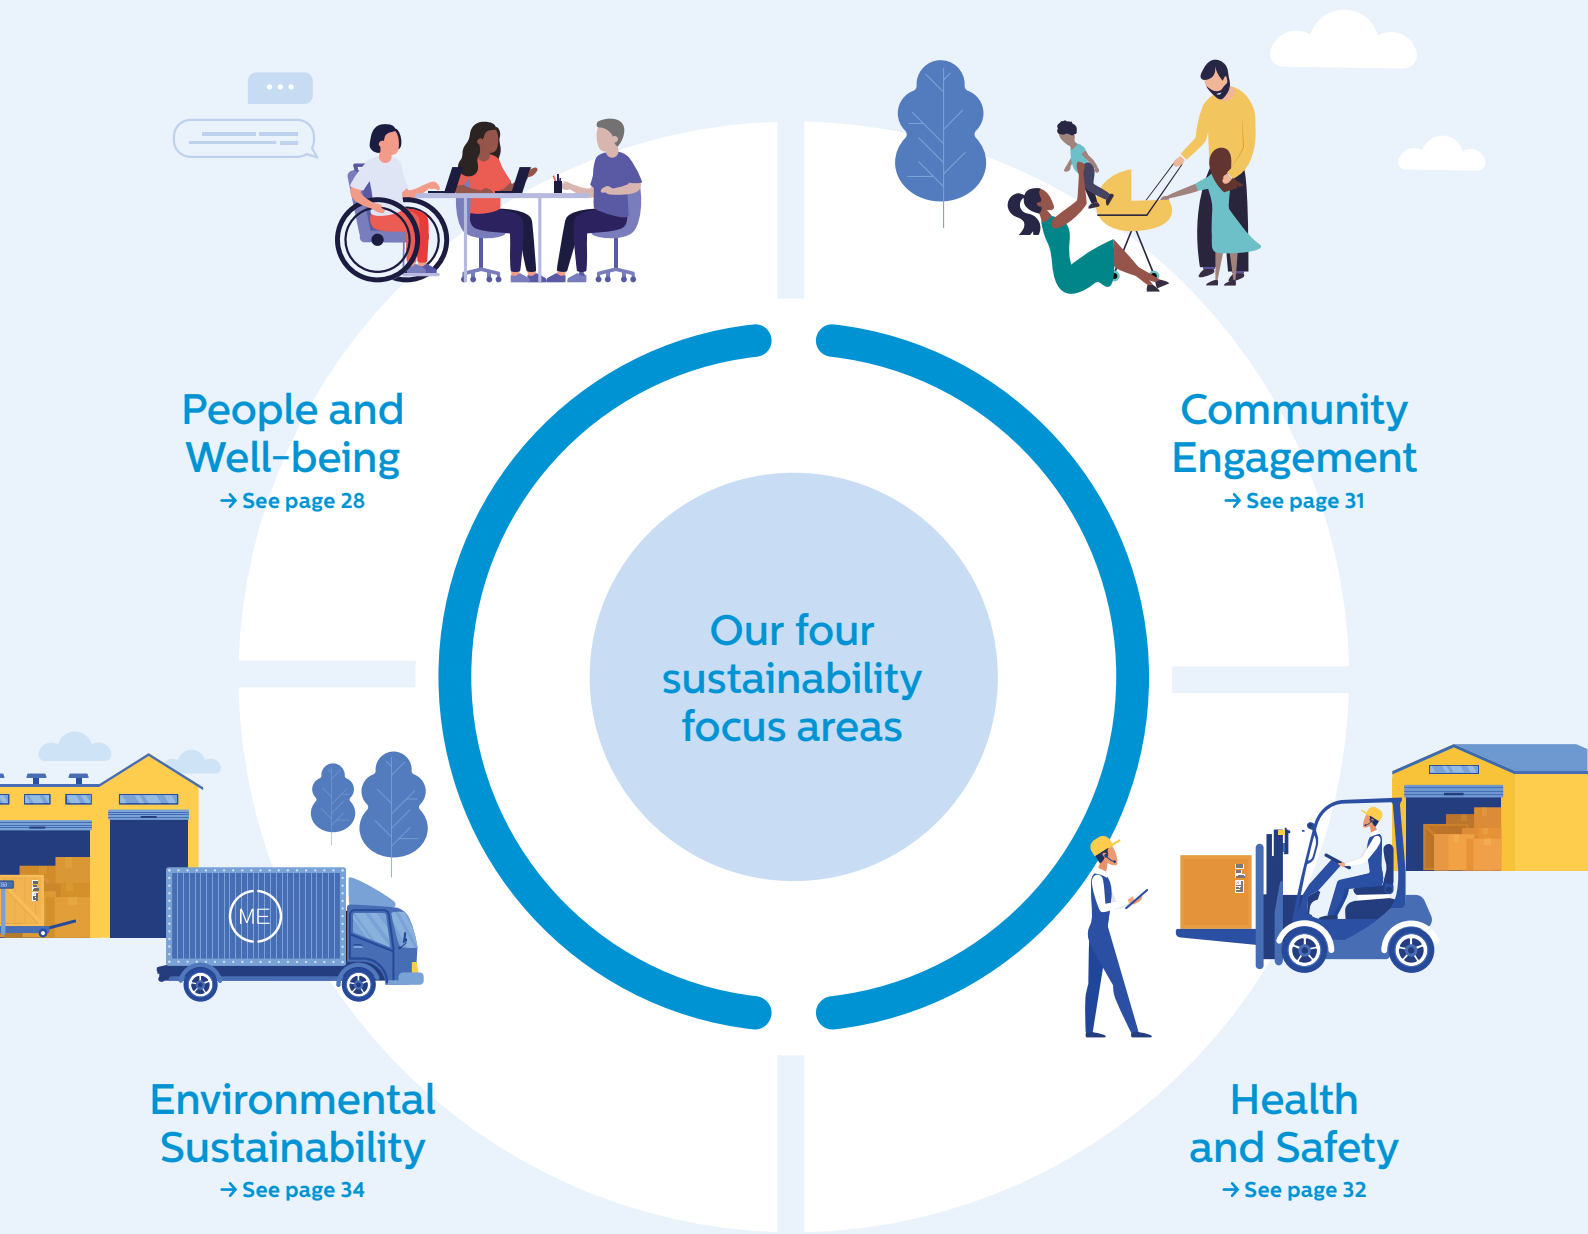 People and
Well-being
→ See page 28
Community
Engagement
→ See page 31
Our four
sustainability
focus areas
ME
Environmental
Sustainability
→ See page 34
Health
and Safety
→ See page 32